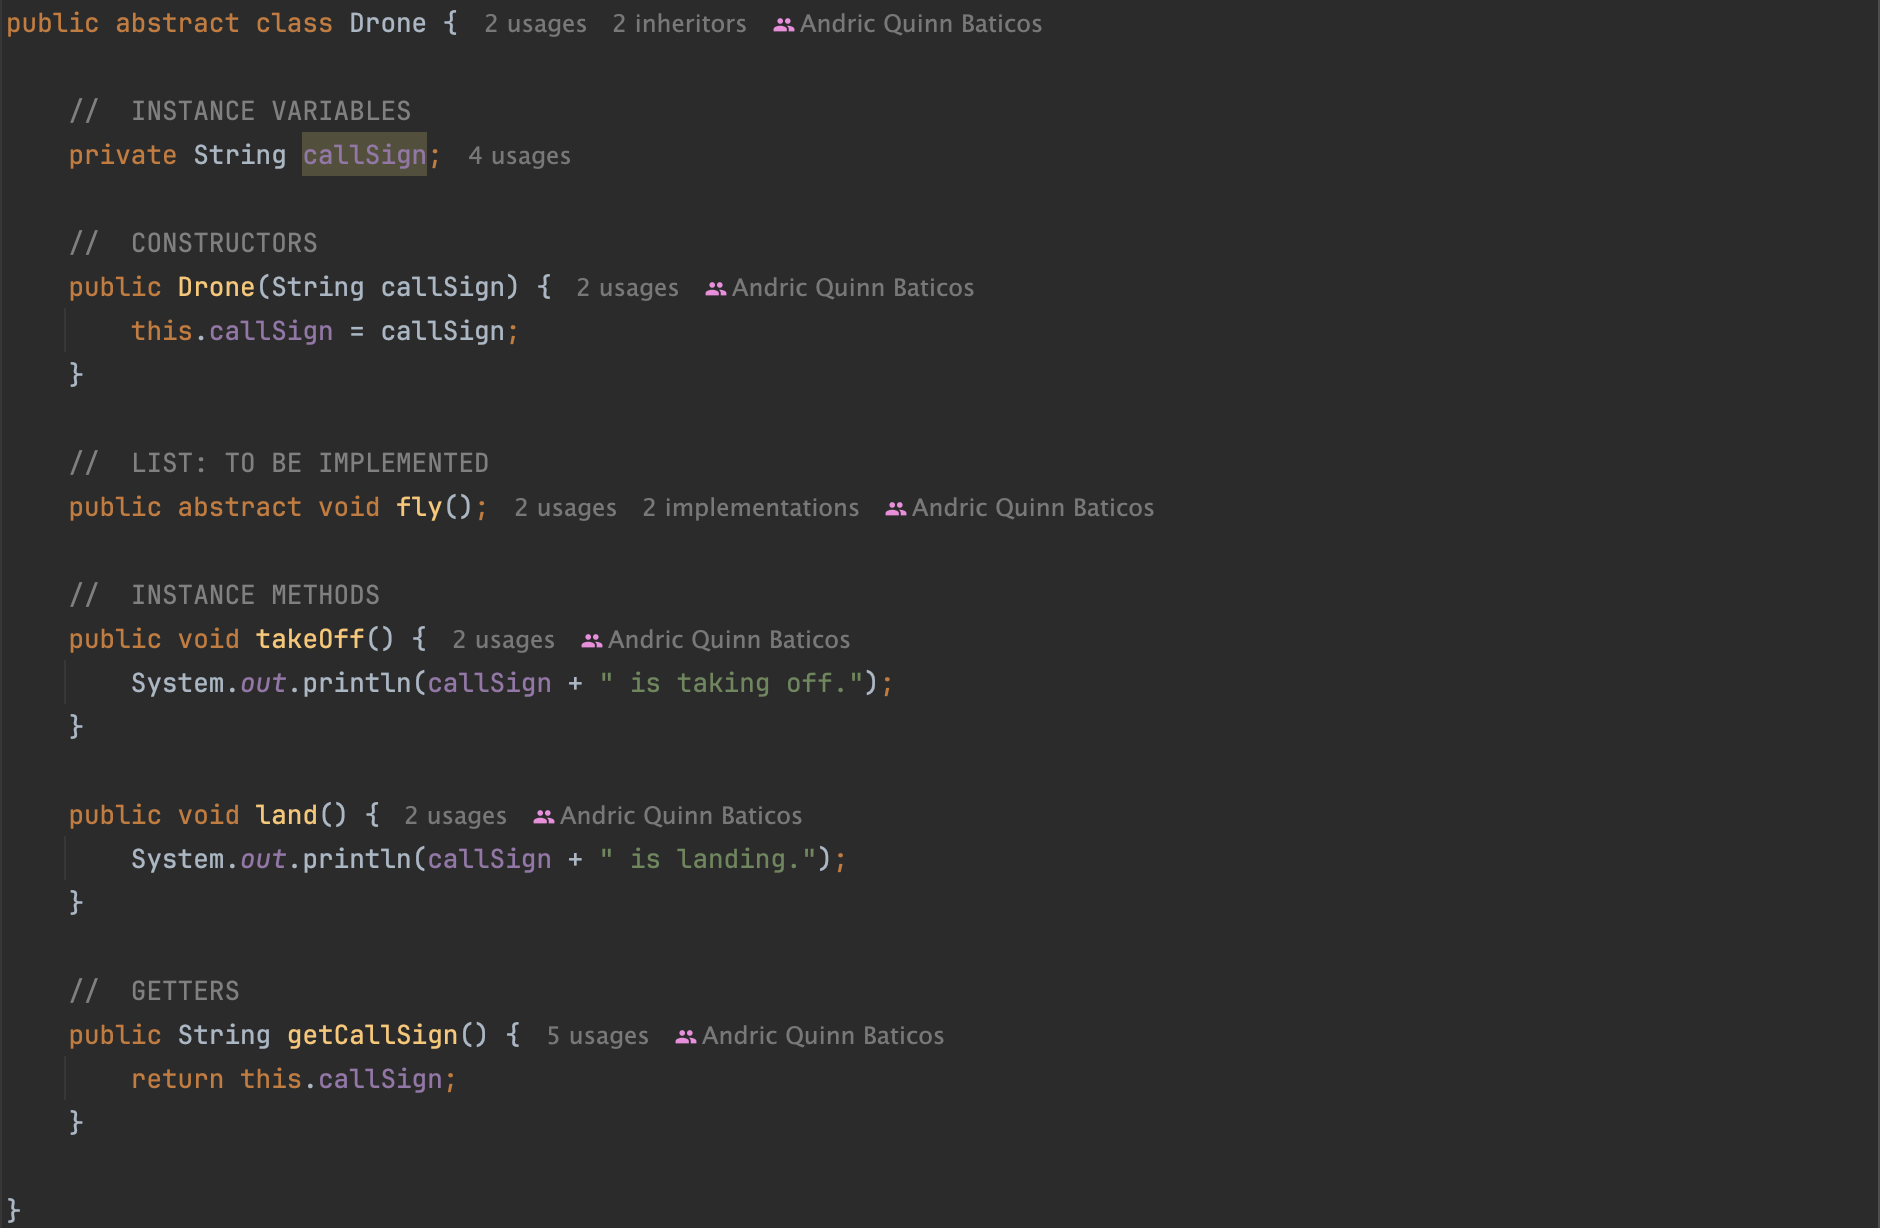 public abstract class Drone {  2 usages  2 inheritors  Andric Quinn Baticos
//  INSTANCE VARIABLES
private String callSign;  4 usages
//  CONSTRUCTORS
public Drone(String callSign) {  2 usages  Andric Quinn Baticos
this.callSign = callSign;
}
//  LIST: TO BE IMPLEMENTED
public abstract void fly();  2 usages  2 implementations  Andric Quinn Baticos
//  INSTANCE METHODS
public void takeOff() {  2 usages  Andric Quinn Baticos
System.out.println(callSign + " is taking off.");
}
public void land() {  2 usages  Andric Quinn Baticos
System.out.println(callSign + " is landing.");
}
//  GETTERS
public String getCallSign() {  5 usages  Andric Quinn Baticos
return this.callSign;
}
}